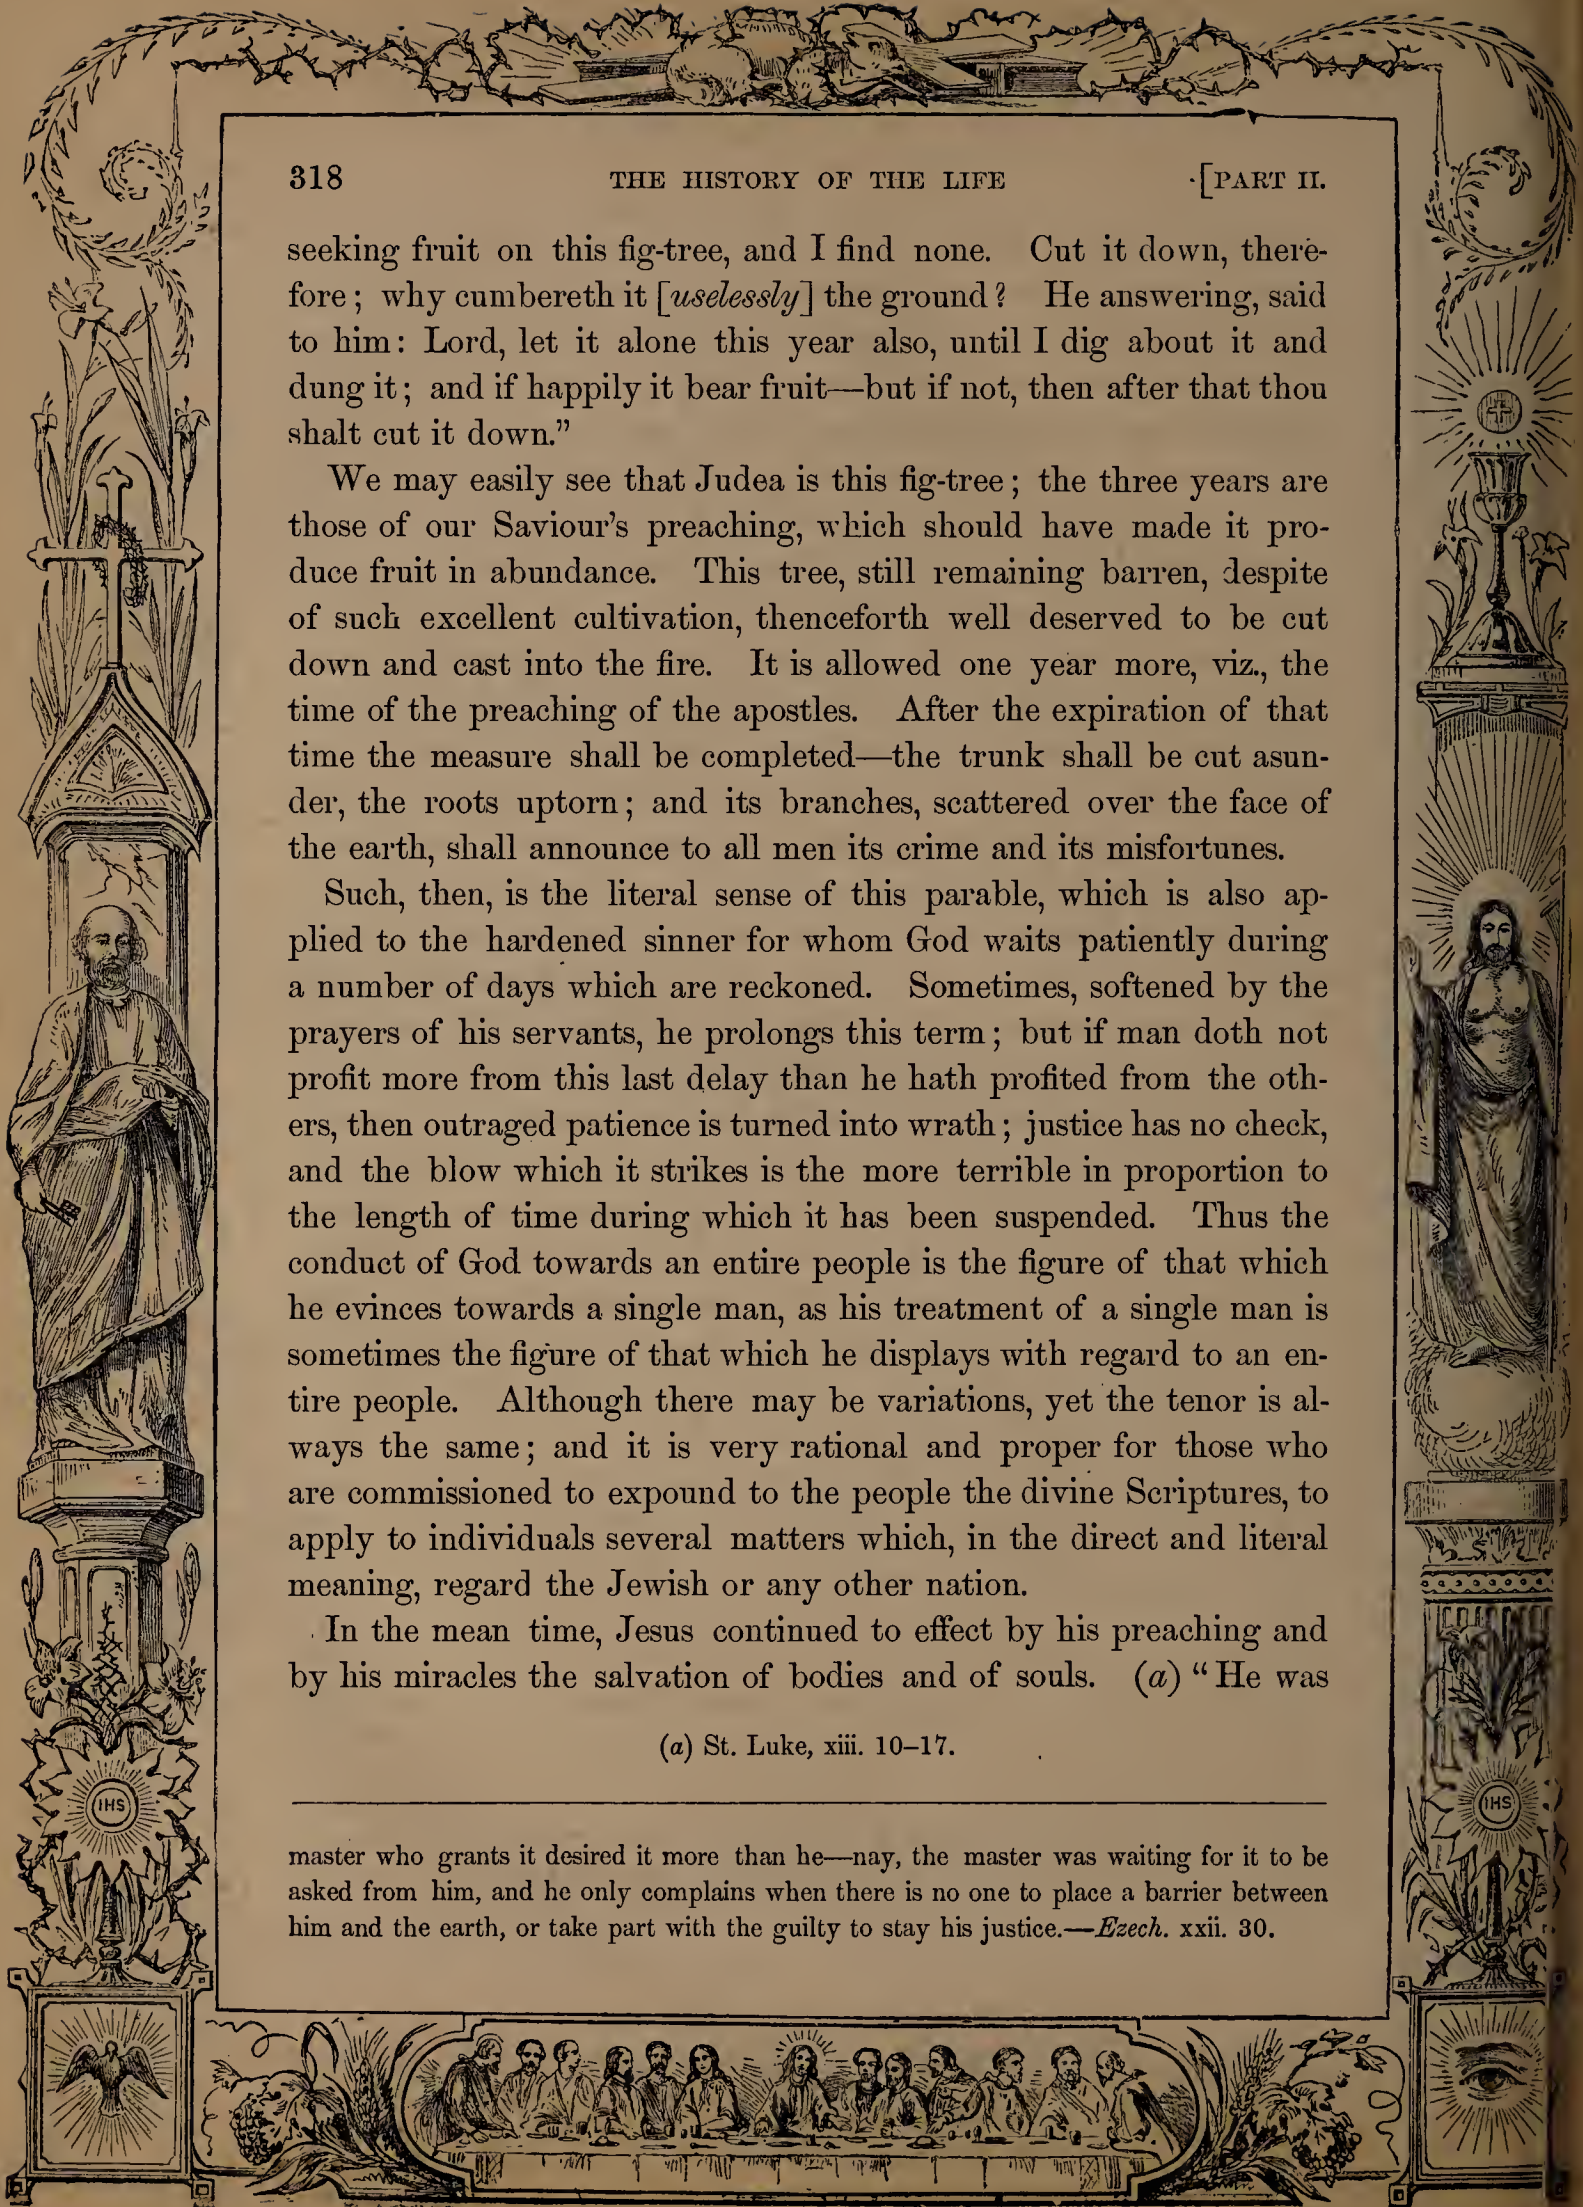 318 THE HISTORY OF THE LIFE [PART II.
seeking fruit on this fig-tree, and I find none. Cut it down, there-
fore; why cumbereth it [uselessly] the ground? He answering, said
to him: Lord, let it alone this year also, until I dig about it and
dung it; and if happily it bear fruit—but if not, then after that thou
shalt cut it down.”
We may easily see that Judea is this fig-tree; the three years are
those of our Saviour’s preaching, which should have made it pro-
duce fruit in abundance. This tree, still remaining barren, despite
of such excellent cultivation, thenceforth well deserved to be cut
down and cast into the fire. It is allowed one year more, viz., the
time of the preaching of the apostles. After the expiration of that
time the measure shall be completed—the trunk shall be cut asun-
der, the roots uptorn; and its branches, scattered over the face of
the earth, shall announce to all men its crime and its misfortunes.
Such, then, is the literal sense of this parable, which is also ap-
plied to the hardened sinner for whom God waits patiently during
a number of days which are reckoned. Sometimes, softened by the
prayers of his servants, he prolongs this term; but if man doth not
profit more from this last delay than he hath profited from the oth-
ers, then outraged patience is turned into wrath; justice has no check,
and the blow which it strikes is the more terrible in proportion to
the length of time during which it has been suspended. Thus the
conduct of God towards an entire people is the figure of that which
he evinces towards a single man, as his treatment of a single man is
sometimes the figure of that which he displays with regard to an en-
tire people. Although there may be variations, yet the tenor is al-
ways the same; and it is very rational and proper for those who
are commissioned to expound to the people the divine Scriptures, to
apply to individuals several matters which, in the direct and literal
meaning, regard the Jewish or any other nation.
In the mean time, Jesus continued to effect by his preaching and
by his miracles the salvation of bodies and of souls. (a) “He was
(a) St. Luke, xiii. 10–17.
IHS
IHS
master who grants it desired it more than he—nay, the master was waiting for it to be
asked from him, and he only complains when there is no one to place a barrier between
him and the earth, or take part with the guilty to stay his justice.—Ezech. xxii. 30.